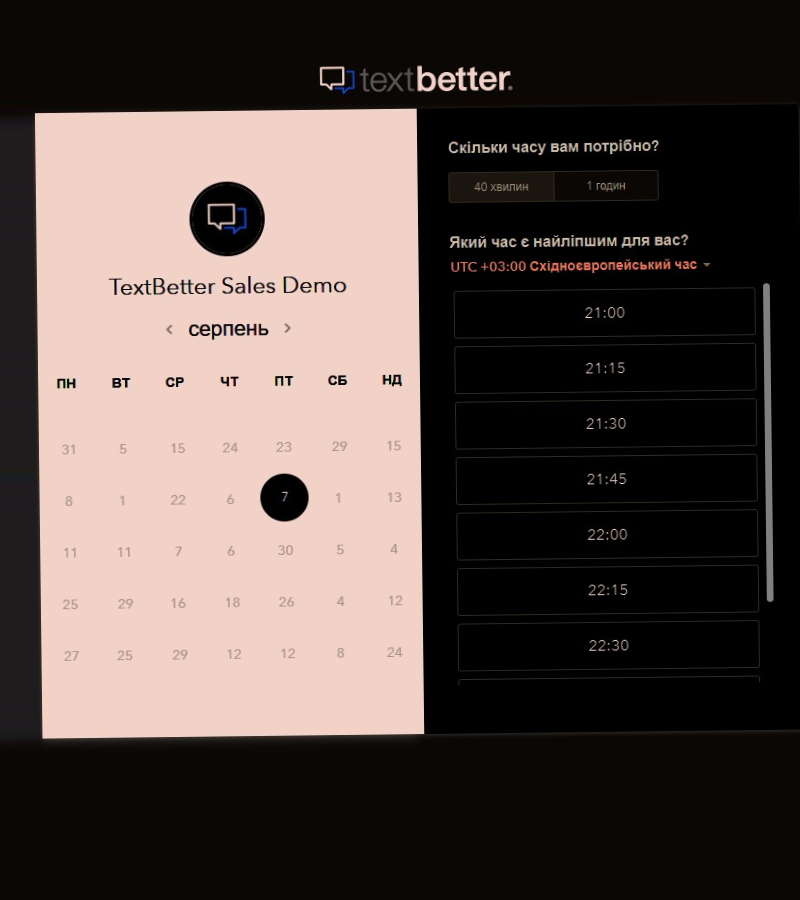 textbetter.
TextBetter Sales Demo
серпень
ПН ВТ СР ЧТ ПТ СБ НД
31 5 15 24 23 29 15
8 1 22 6 7 1 13
11 11 7 6 30 5 4
25 29 16 18 26 4 12
27 25 29 12 12 8 24
Скільки часу вам потрібно?
40 хвилин 1 годин
Який час є найліпшим для вас?
UTC +03:00 Східноєвропейський час
21:00
21:15
21:30
21:45
22:00
22:15
22:30